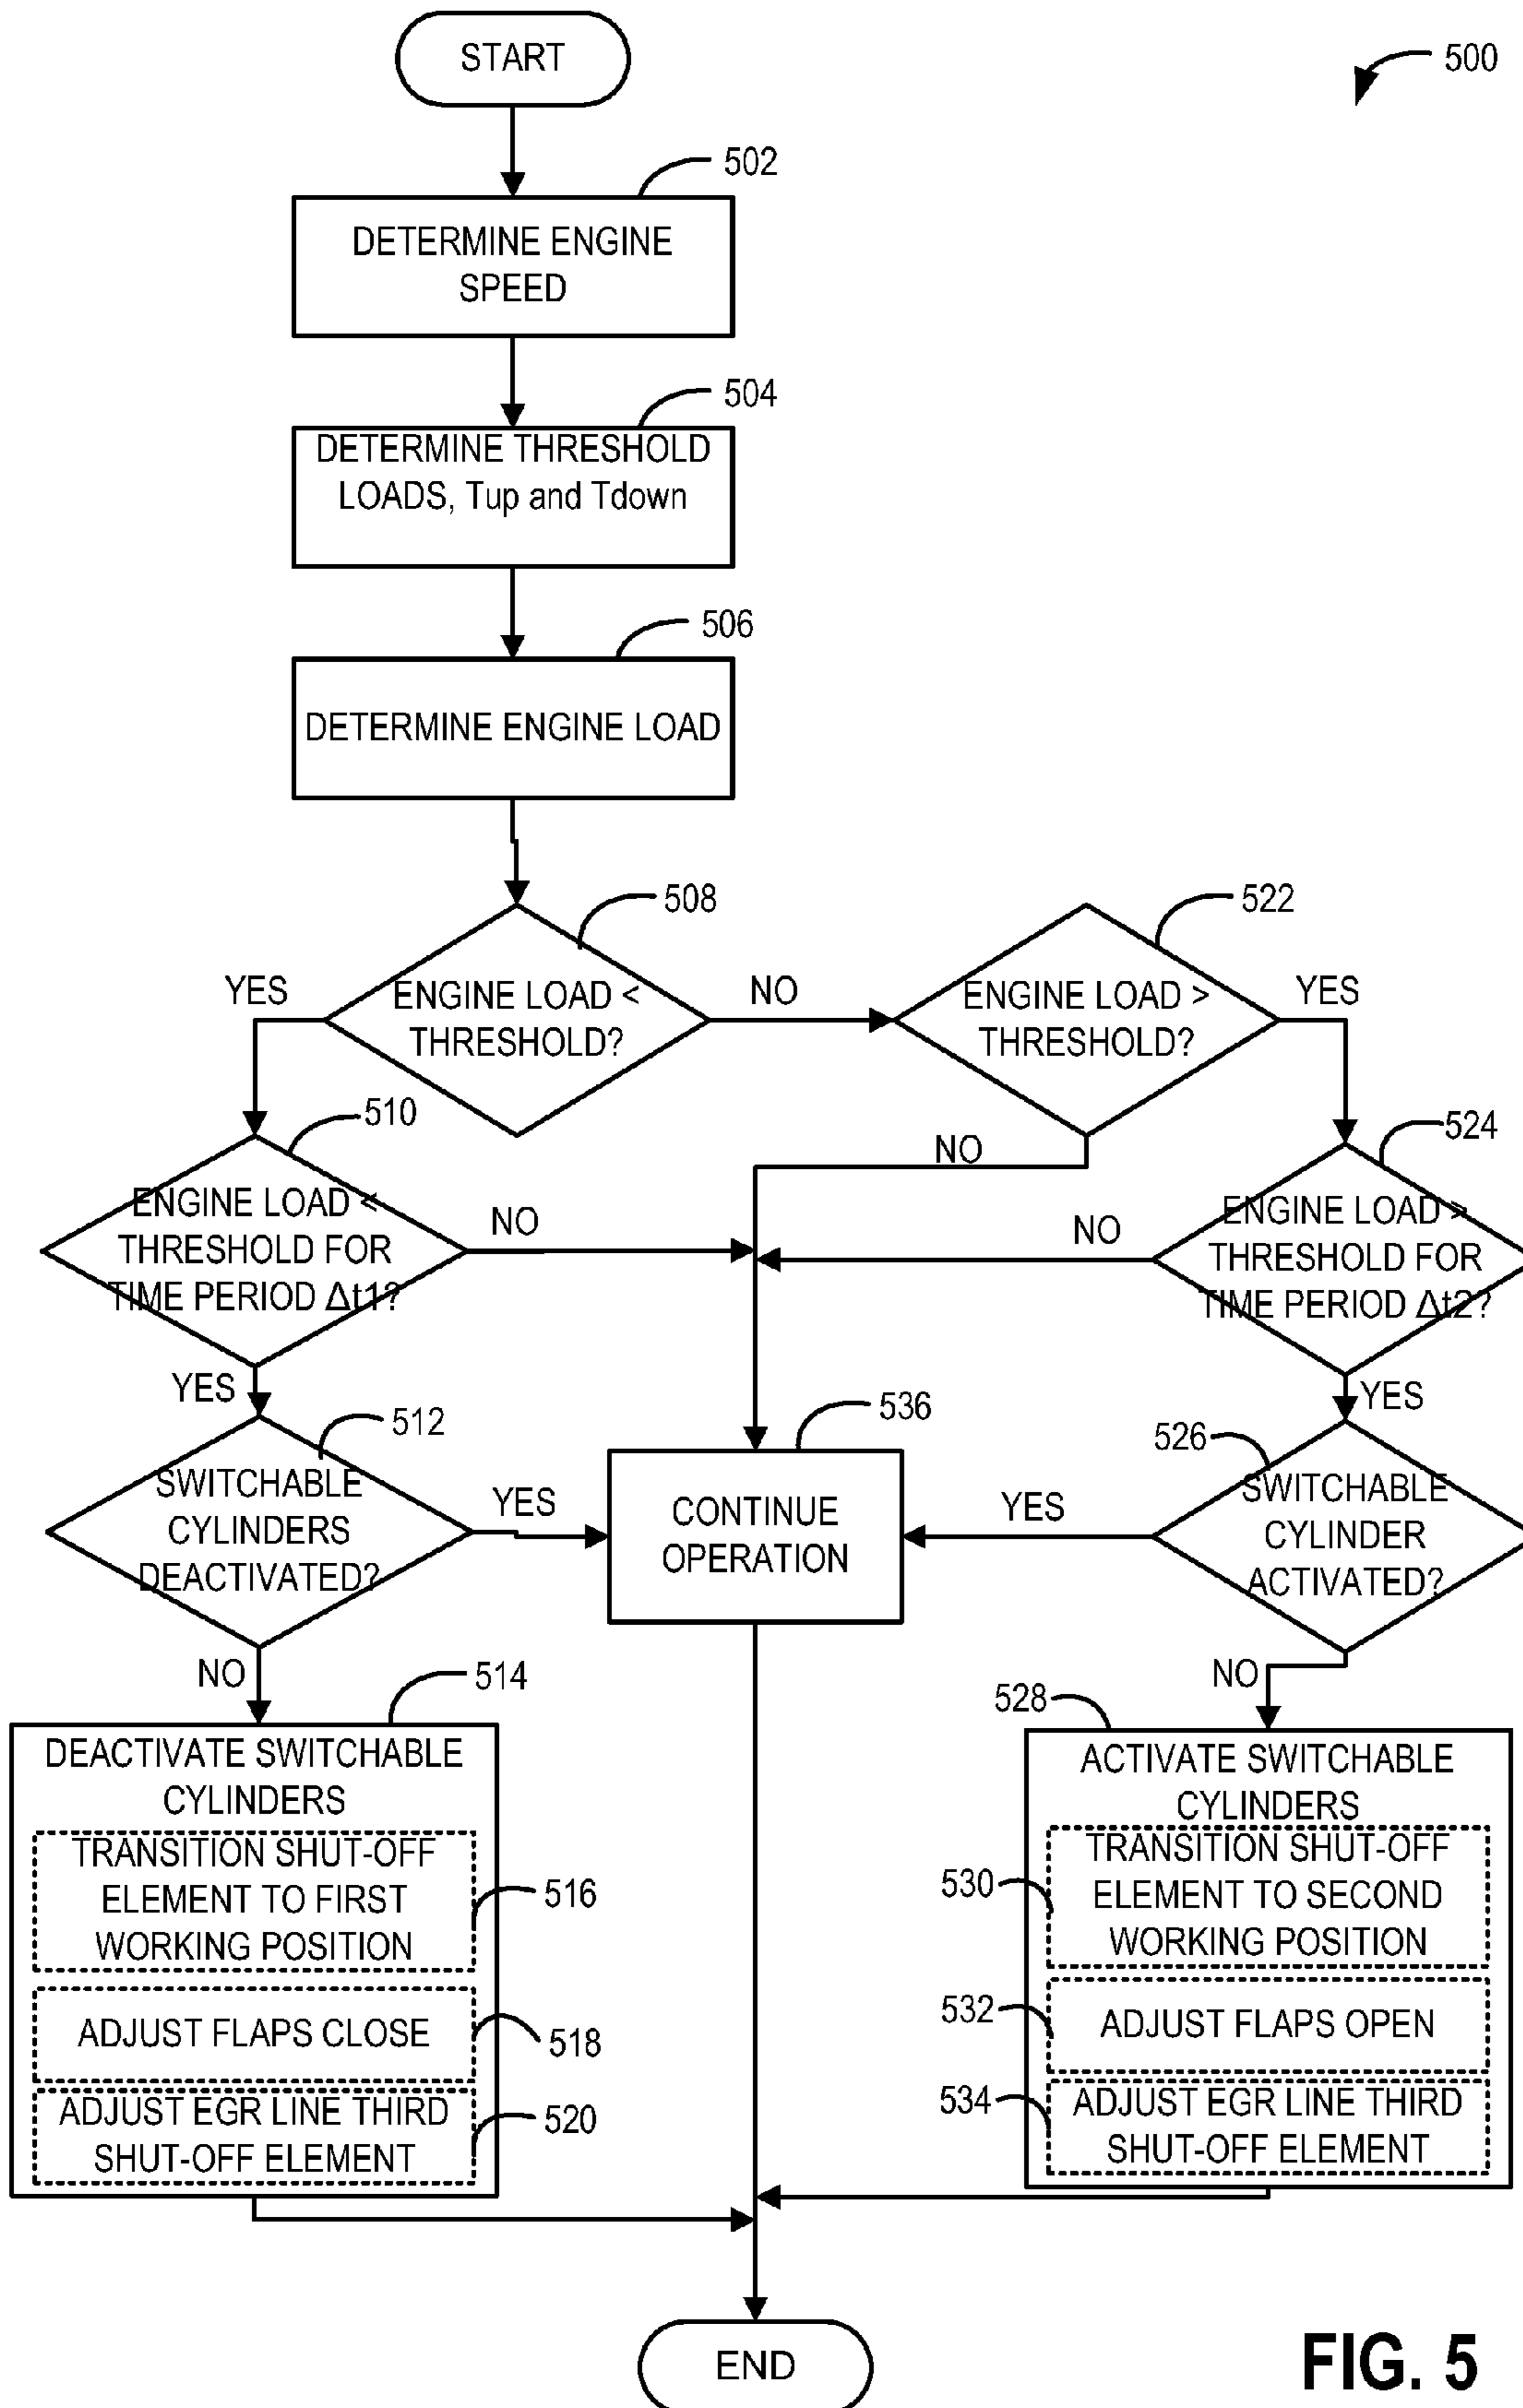 START
500
502
DETERMINE ENGINE
SPEED
504
DETERMINE THRESHOLD
LOADS, Tup and Tdown
506
DETERMINE ENGINE LOAD
508
522
YES
ENGINE LOAD <
THRESHOLD?
NO
ENGINE LOAD >
THRESHOLD?
YES
510
524
NO
ENGINE LOAD <
THRESHOLD FOR
TIME PERIOD Δt1?
NO
NO
ENGINE LOAD >
THRESHOLD FOR
TIME PERIOD Δt2?
YES
YES
512
536
526
SWITCHABLE
CYLINDERS
DEACTIVATED?
YES
CONTINUE
OPERATION
YES
SWITCHABLE
CYLINDER
ACTIVATED?
NO
NO
514
528
DEACTIVATE SWITCHABLE
CYLINDERS
TRANSITION SHUT-OFF
ELEMENT TO FIRST
WORKING POSITION
516
ADJUST FLAPS CLOSE
518
ADJUST EGR LINE THIRD
SHUT-OFF ELEMENT
520
ACTIVATE SWITCHABLE
CYLINDERS
530
TRANSITION SHUT-OFF
ELEMENT TO SECOND
WORKING POSITION
532
ADJUST FLAPS OPEN
534
ADJUST EGR LINE THIRD
SHUT-OFF ELEMENT
END
FIG. 5